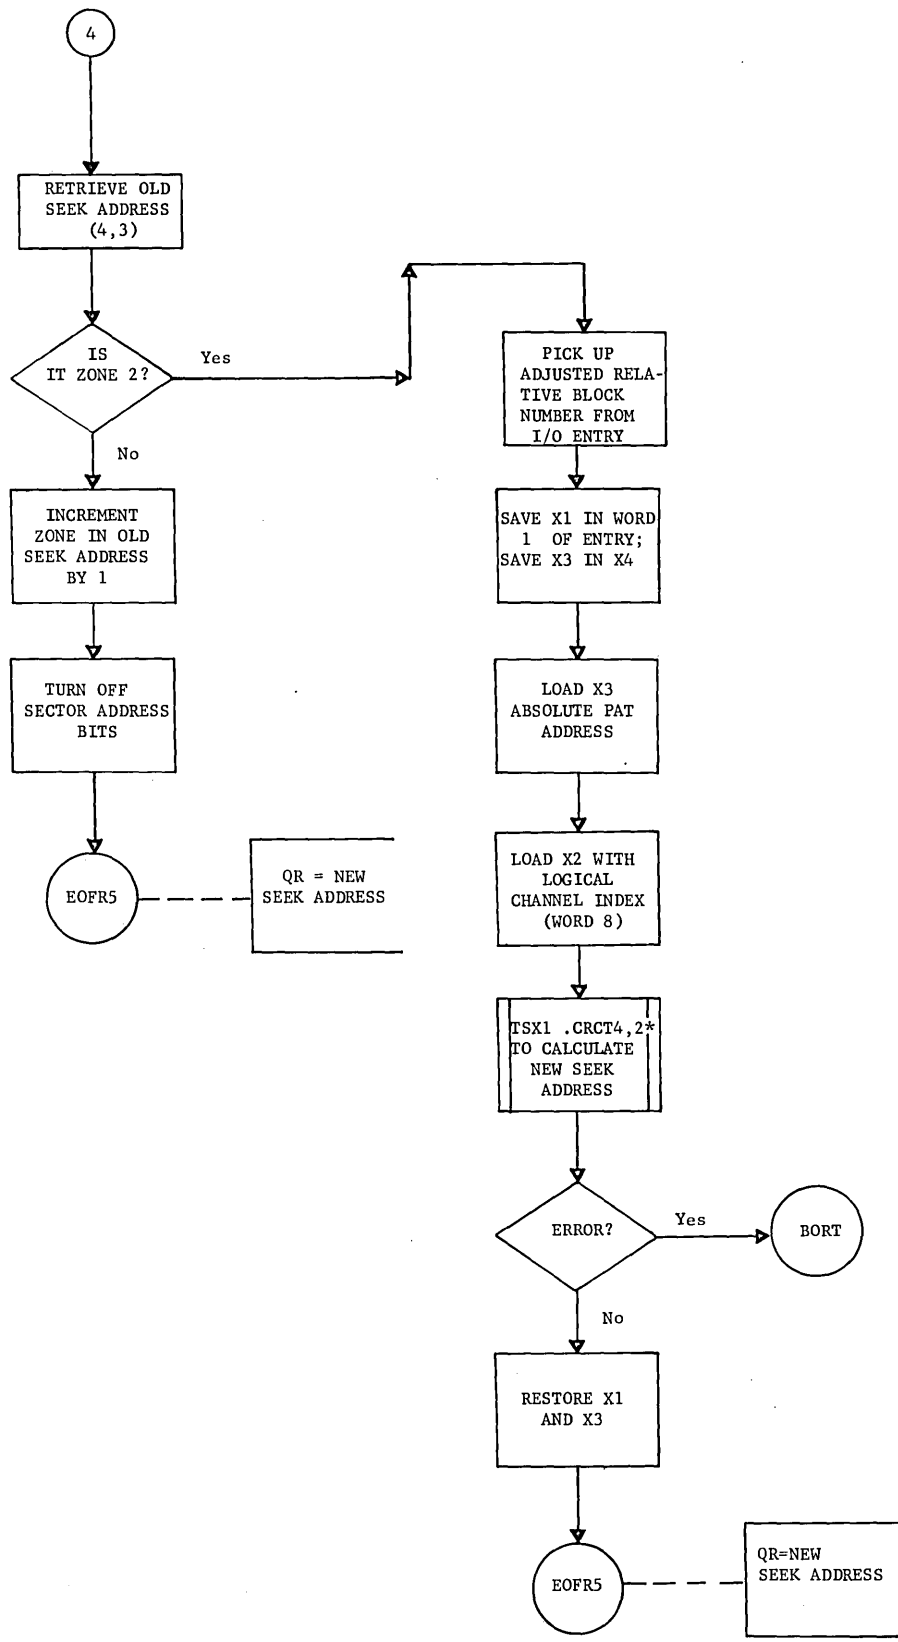 4
RETRIEVE OLD
SEEK ADDRESS
(4,3)
IS
IT ZONE 2?
Yes
No
INCREMENT
ZONE IN OLD
SEEK ADDRESS
BY 1
TURN OFF
SECTOR ADDRESS
BITS
EOFR5
QR = NEW
SEEK ADDRESS
PICK UP
ADJUSTED RELA-
TIVE BLOCK
NUMBER FROM
I/O ENTRY
SAVE X1 IN WORD
1 OF ENTRY;
SAVE X3 IN X4
LOAD X3
ABSOLUTE PAT
ADDRESS
LOAD X2 WITH
LOGICAL
CHANNEL INDEX
(WORD 8)
TSX1 .CRCT4,2*
TO CALCULATE
NEW SEEK
ADDRESS
ERROR?
Yes
BORT
No
RESTORE X1
AND X3
EOFR5
QR=NEW
SEEK ADDRESS